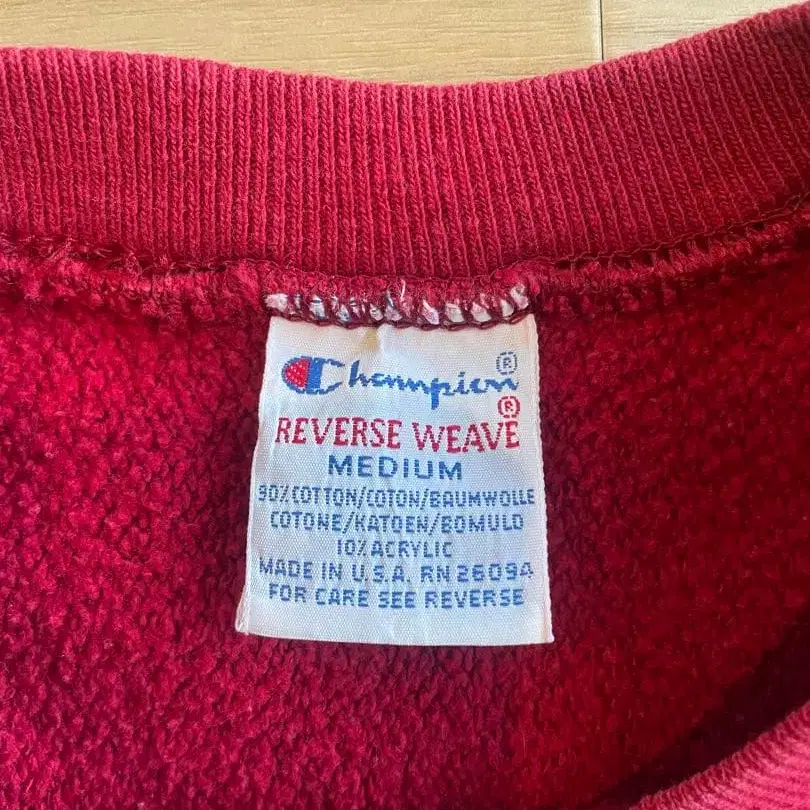 Champion®
REVERSE WEAVE®
MEDIUM
90% COTTON/COTON/BAUMWOLLE
COTONE/KATOEN/BOMULD
10% ACRYLIC
MADE IN U.S.A. RN 26094
FOR CARE SEE REVERSE